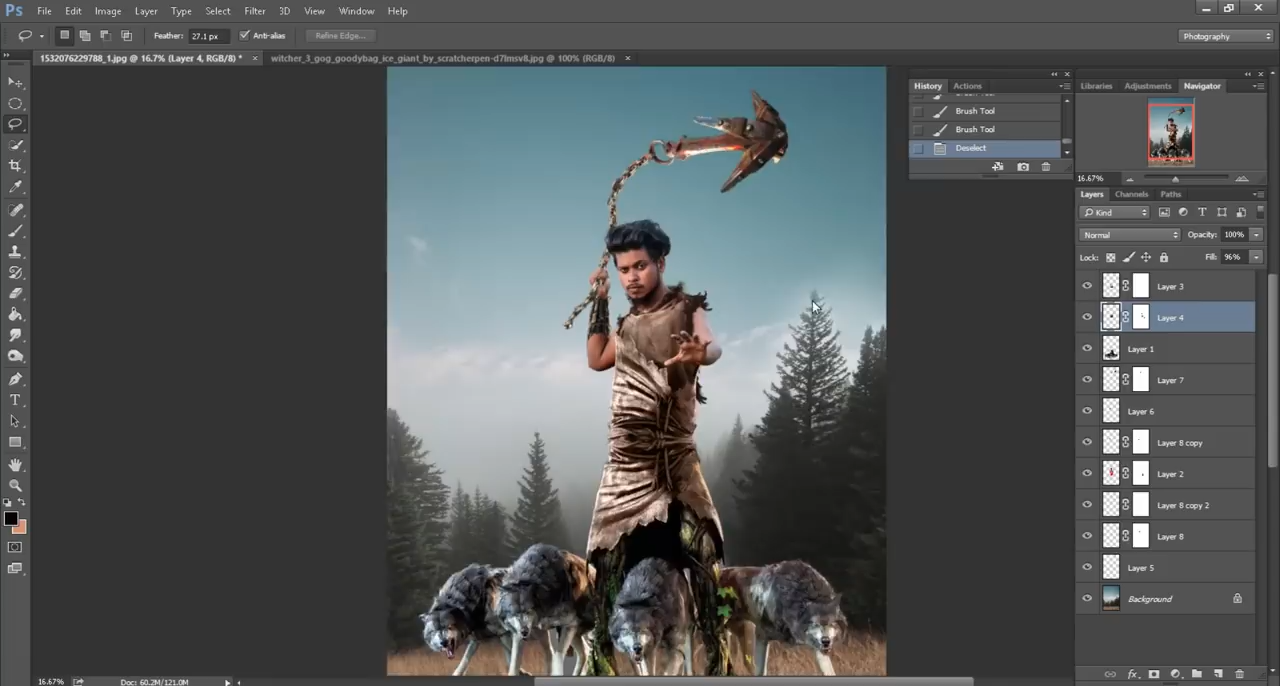 Ps File Edit Image Layer Type Select Filter 3D View Window Help
Feather: 27.1 px Anti-alias Refine Edge... Photography
1532076229788_1.jpg @ 16.7% (Layer 4, RGB/8) * × witcher_3_gog_goodybag_ice_giant_by_scratcherpen-d7lmsv8.jpg @ 100% (RGB/8) ×
History Actions
Brush Tool
Brush Tool
Deselect
Libraries Adjustments Navigator
16.67%
Layers Channels Paths
Kind
Normal Opacity: 100%
Lock: Fill: 96%
Layer 3
Layer 4
Layer 1
Layer 7
Layer 6
Layer 8 copy
Layer 2
Layer 8 copy 2
Layer 8
Layer 5
Background
16.67% Doc: 60.2M/121.0M